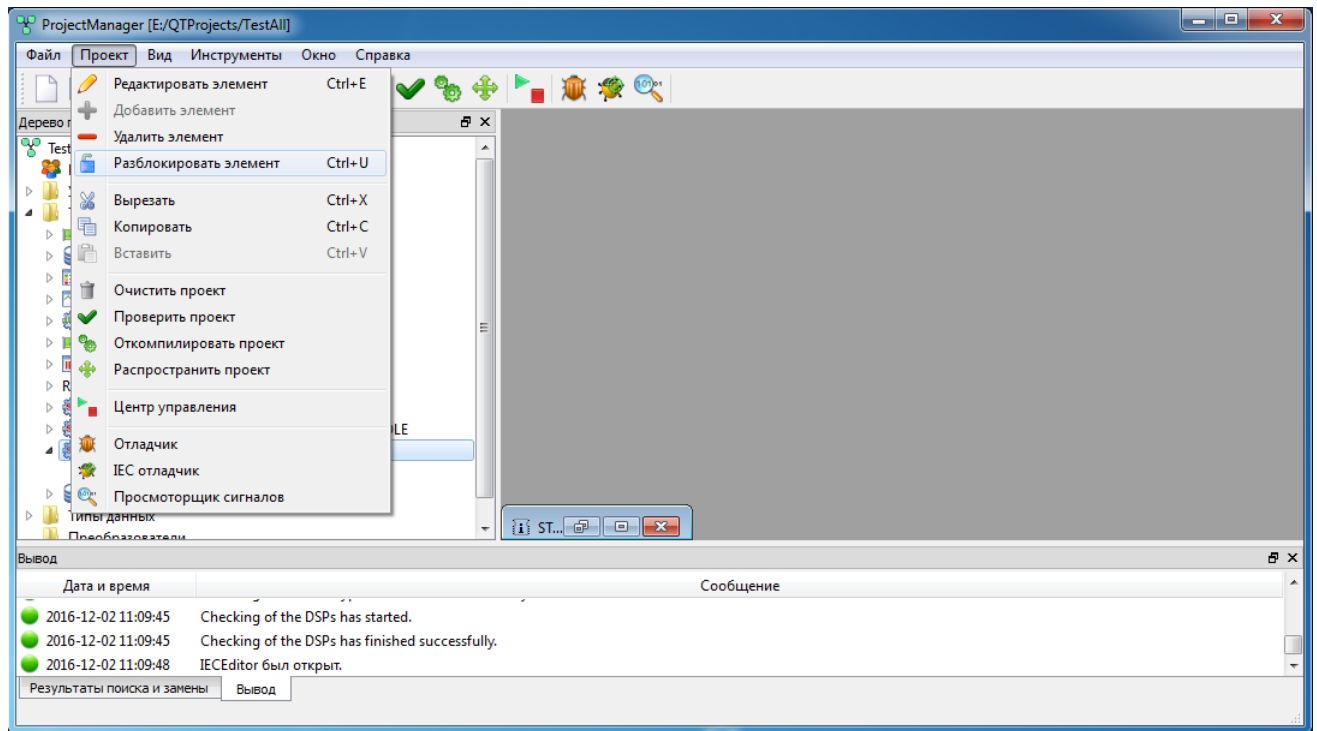 ProjectManager [E:/QTProjects/TestAll]
Файл Проект Вид Инструменты Окно Справка
Редактировать элемент Ctrl+E
Добавить элемент
Удалить элемент
Разблокировать элемент Ctrl+U
Вырезать Ctrl+X
Копировать Ctrl+C
Вставить Ctrl+V
Очистить проект
Проверить проект
Откомпилировать проект
Распространить проект
Центр управления
Отладчик
IEC отладчик
Просмоторщик сигналов
Дерево
Test
R
LE
Типы данных
Преобразователи
ST...
Вывод
Дата и время Сообщение
2016-12-02 11:09:45 Checking of the DSPs has started.
2016-12-02 11:09:45 Checking of the DSPs has finished successfully.
2016-12-02 11:09:48 IECEditor был открыт.
Результаты поиска и замены Вывод